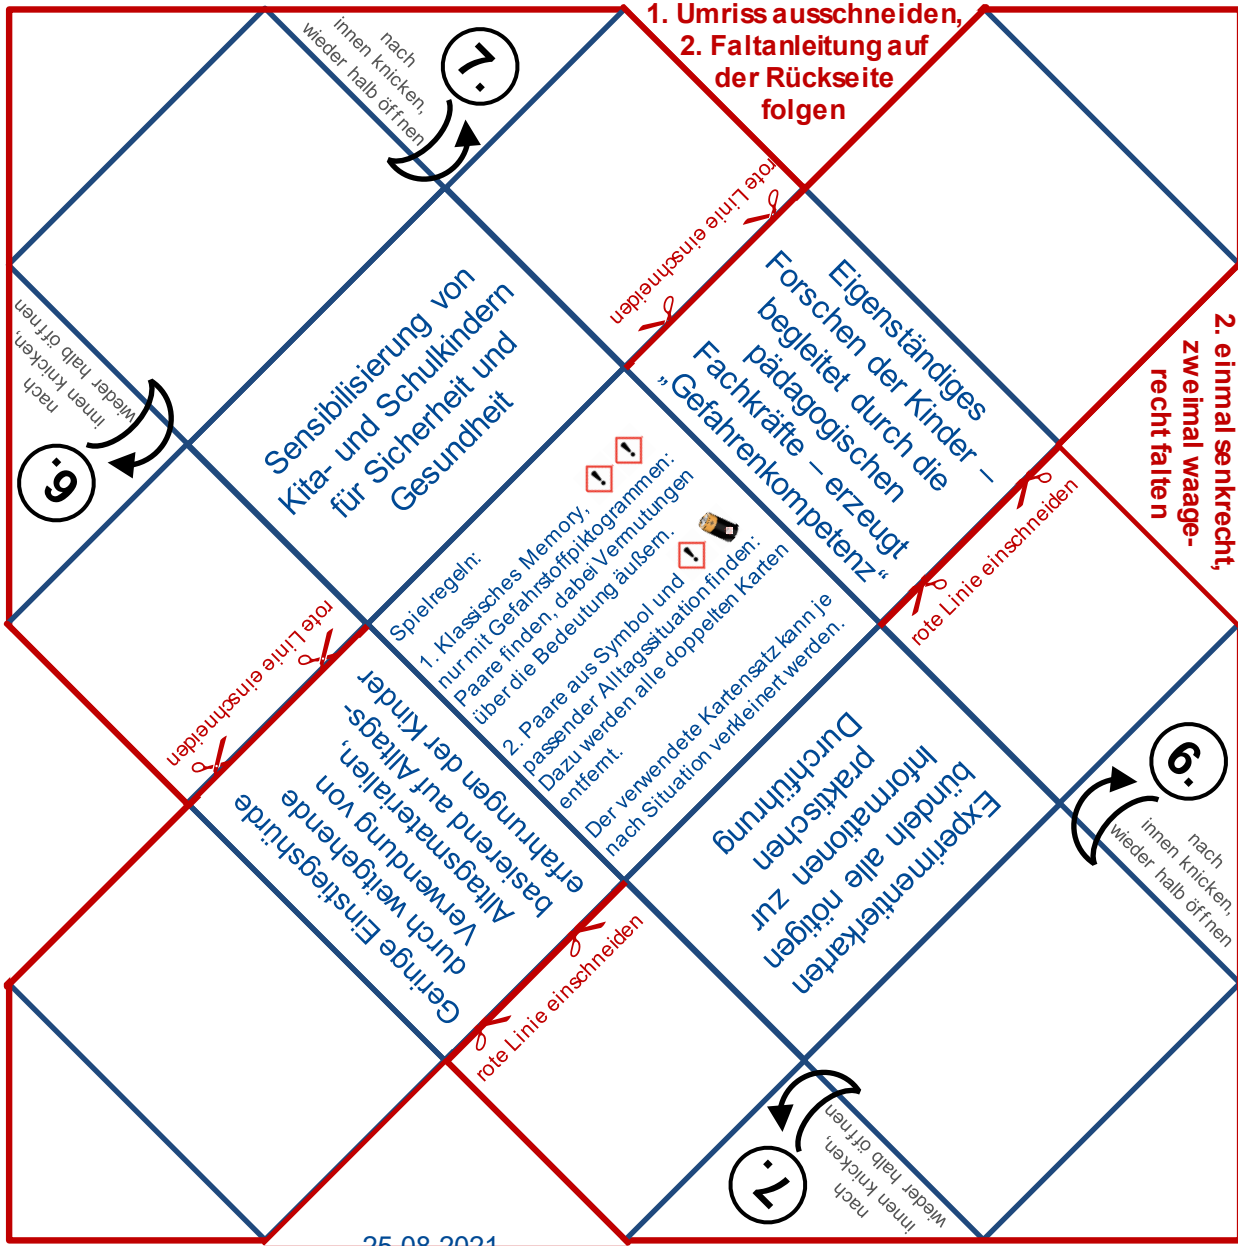 1. Umriss ausschneiden,
2. Faltanleitung auf
der Rückseite
folgen
nach
innen knicken,
wieder halb öffnen
7.
rote Linie einschneiden
2. einmal senkrecht,
zweimal waage-
recht falten
nach
innen knicken,
wieder halb öffnen
6.
Sensibilisierung von
Kita- und Schulkindern
für Sicherheit und
Gesundheit
Eigenständiges
Forschen der Kinder –
begleitet durch die
pädagogischen
Fachkräfte – erzeugt
„Gefahrenkompetenz“
rote Linie einschneiden
Spielregeln:
1. Klassisches Memory,
nur mit Gefahrstoffpiktogrammen:
Paare finden, dabei Vermutungen
über die Bedeutung äußern.
2. Paare aus Symbol und
passender Alltagssituation finden:
Dazu werden alle doppelten Karten
entfernt.
Der verwendete Kartensatz kann je
nach Situation verkleinert werden.
rote Linie einschneiden
Geringe Einstiegshürde
durch weitgehende
Verwendung von
Alltagsmaterialien,
basierend auf Alltags-
erfahrungen der Kinder
Experimentierkarten
bündeln alle nötigen
Informationen zur
praktischen
Durchführung
6.
nach
innen knicken,
wieder halb öffnen
rote Linie einschneiden
7.
nach
innen knicken,
wieder halb öffnen
25.08.2021